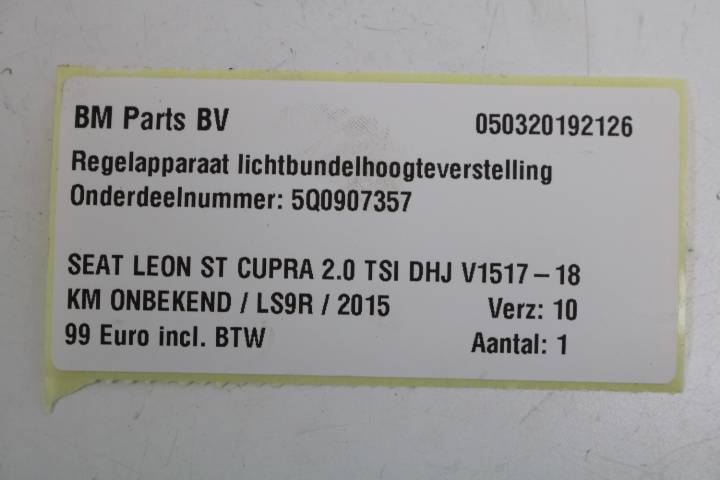 BM Parts BV 050320192126
Regelapparaat lichtbundelhoogteverstelling
Onderdeelnummer: 5Q0907357
SEAT LEON ST CUPRA 2.0 TSI DHJ V1517-18
KM ONBEKEND / LS9R / 2015 Verz: 10
99 Euro incl. BTW Aantal: 1